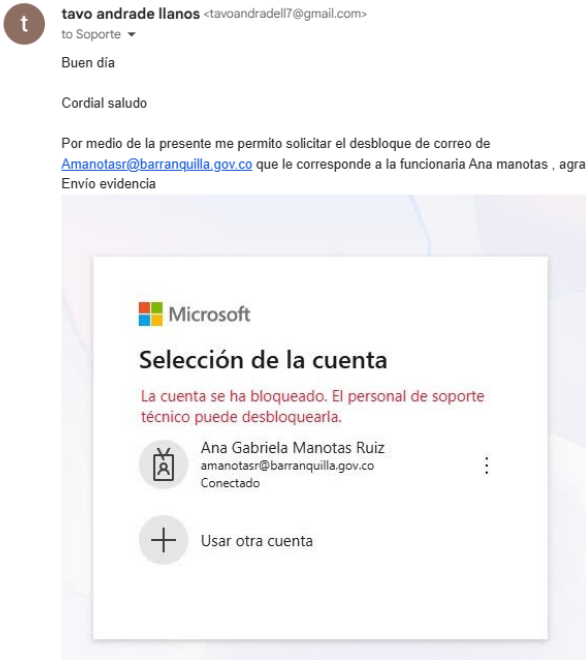 t
tavo andrade llanos <tavoandradell7@gmail.com>
to Soporte
Buen día
Cordial saludo
Por medio de la presente me permito solicitar el desbloque de correo de
Amanotasr@barranquilla.gov.co que le corresponde a la funcionaria Ana manotas , agra
Envío evidencia
Microsoft
Selección de la cuenta
La cuenta se ha bloqueado. El personal de soporte
técnico puede desbloquearla.
Ana Gabriela Manotas Ruiz
amanotasr@barranquilla.gov.co
Conectado
Usar otra cuenta